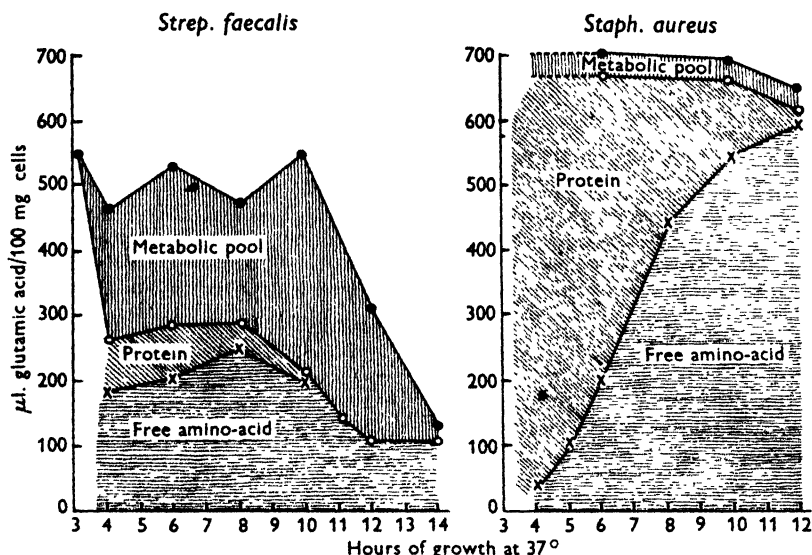 Strep. faecalis
Staph. aureus
µl. glutamic acid/100 mg cells
700
600
500
400
300
200
100
0
Metabolic pool
Protein
Free amino-acid
3 4 5 6 7 8 9 10 11 12 13 14
700
600
500
400
300
200
100
0
Metabolic pool
Protein
Free amino-acid
3 4 5 6 7 8 9 10 11 12
Hours of growth at 37°